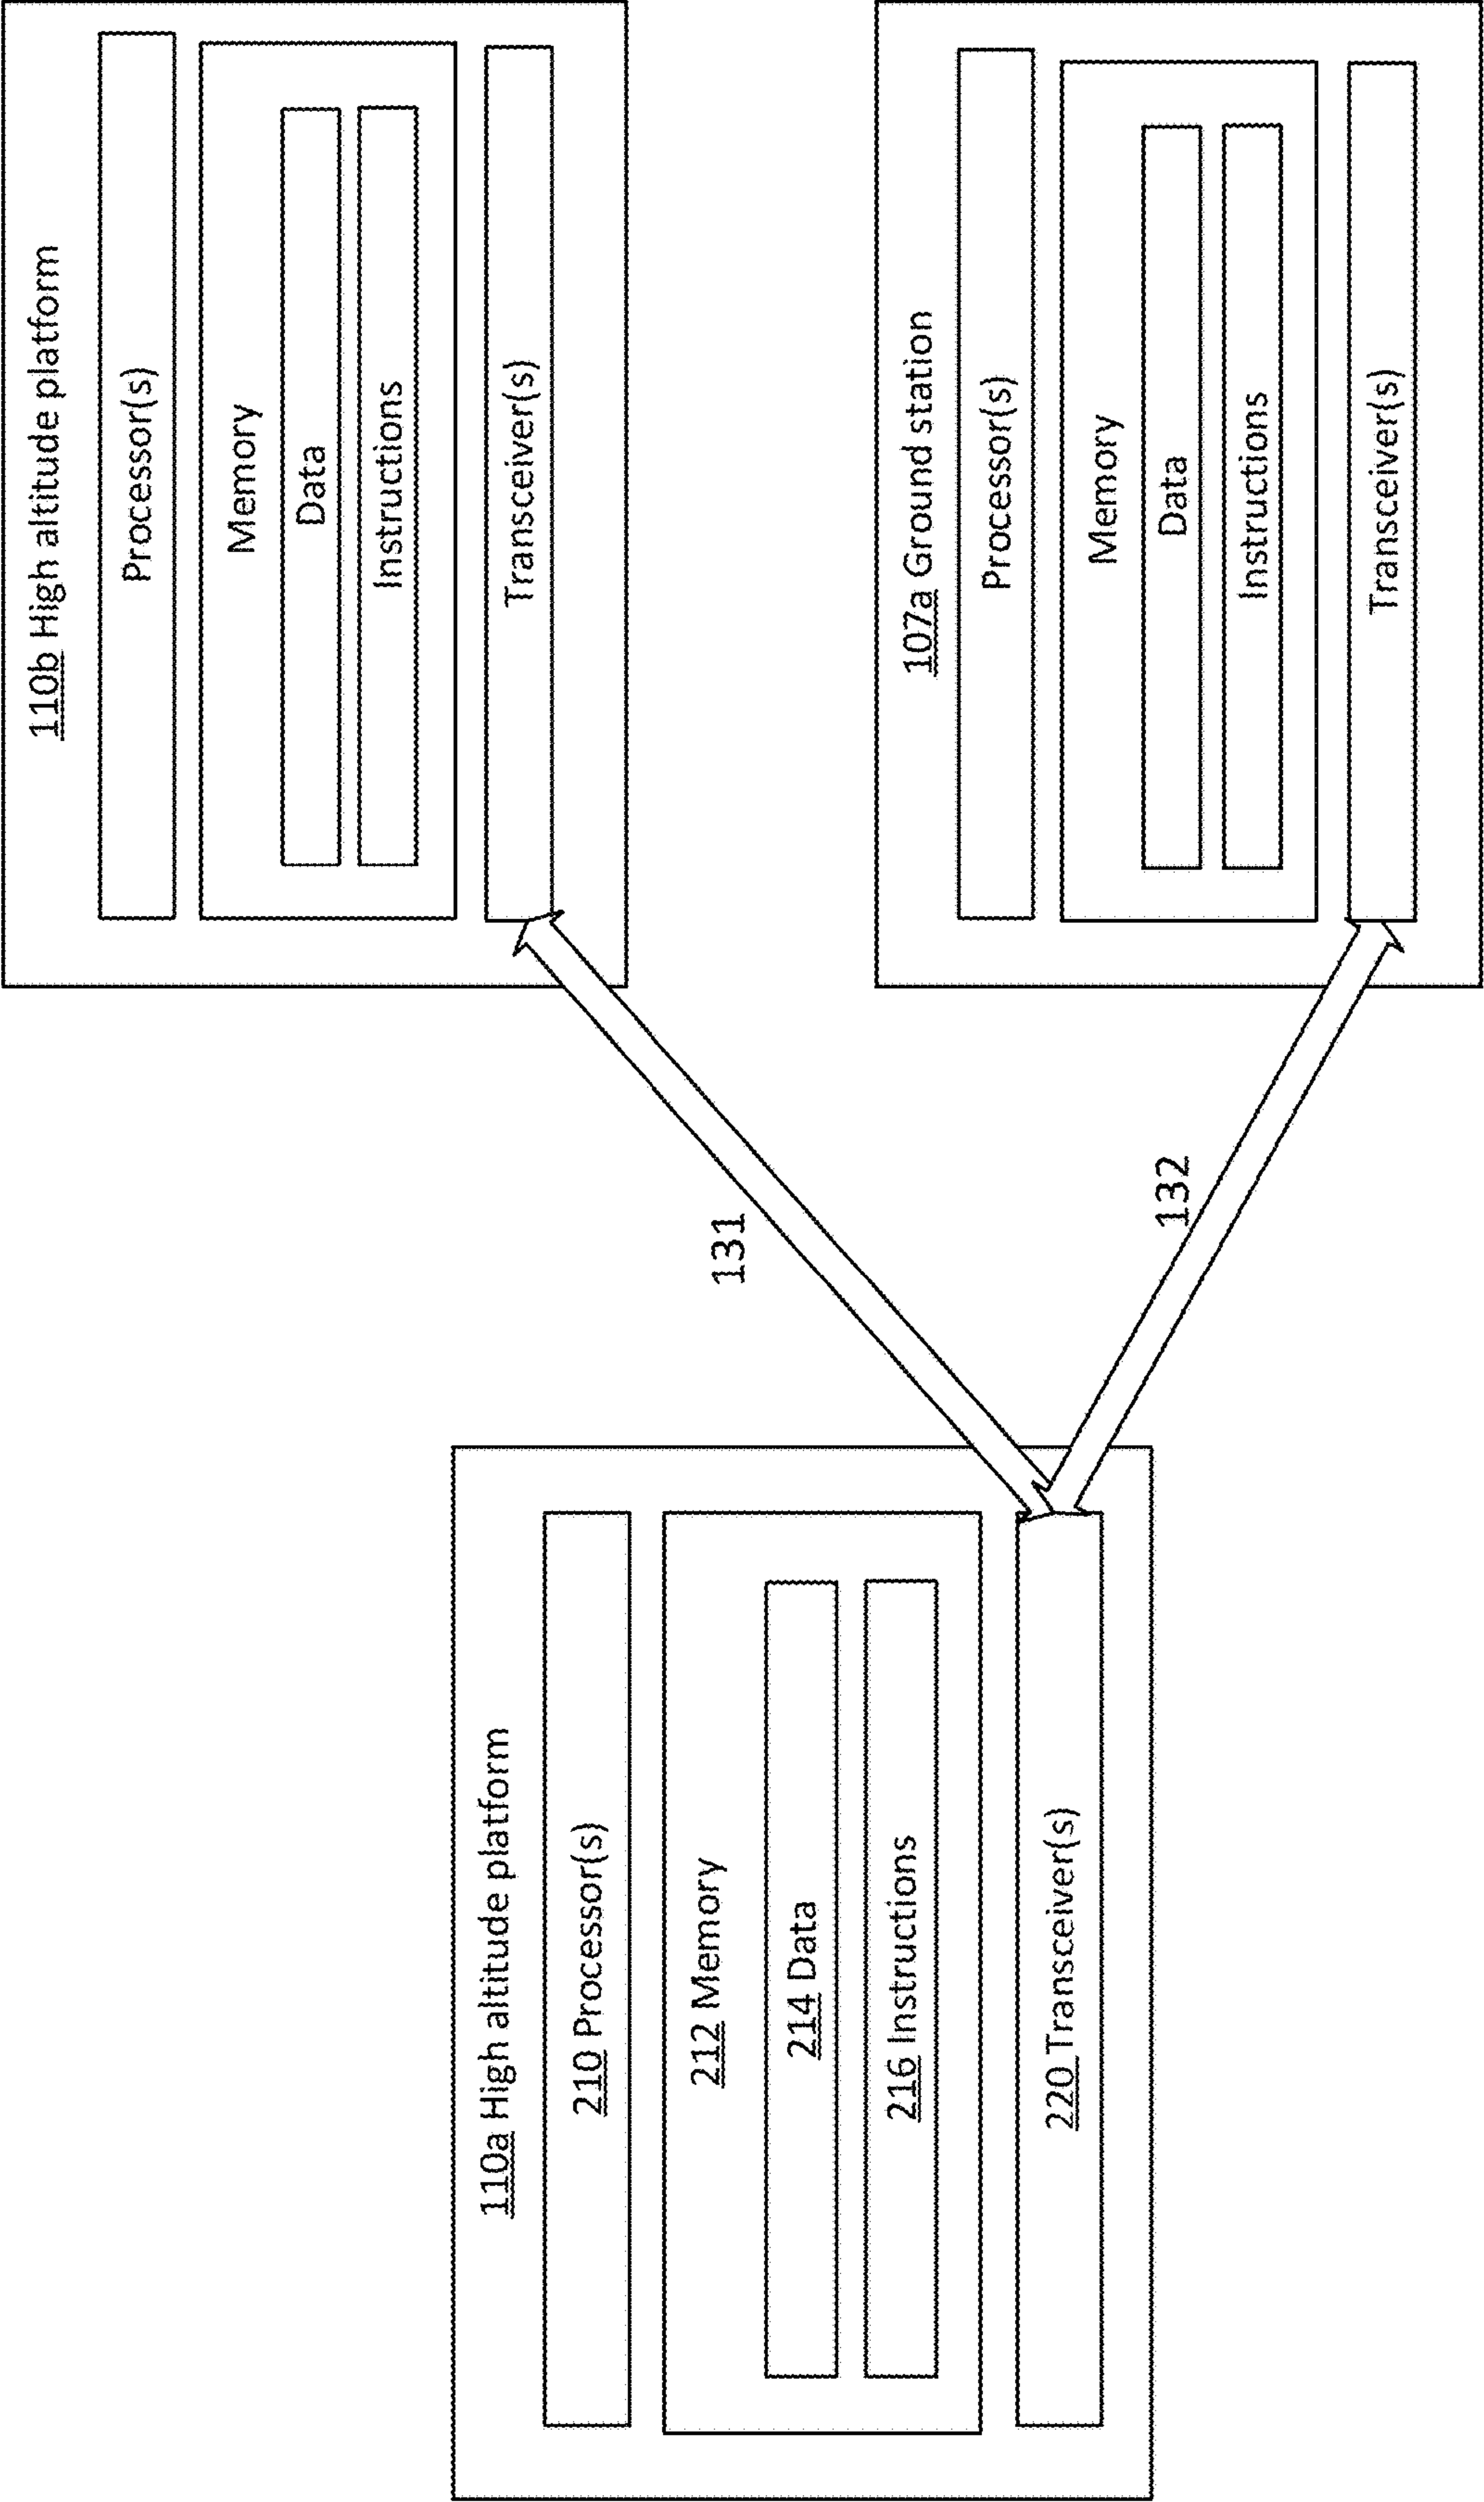 110a High altitude platform
210 Processor(s)
212 Memory
214 Data
216 Instructions
220 Transceiver(s)
131
132
110b High altitude platform
Processor(s)
Memory
Data
Instructions
Transceiver(s)
107a Ground station
Processor(s)
Memory
Data
Instructions
Transceiver(s)